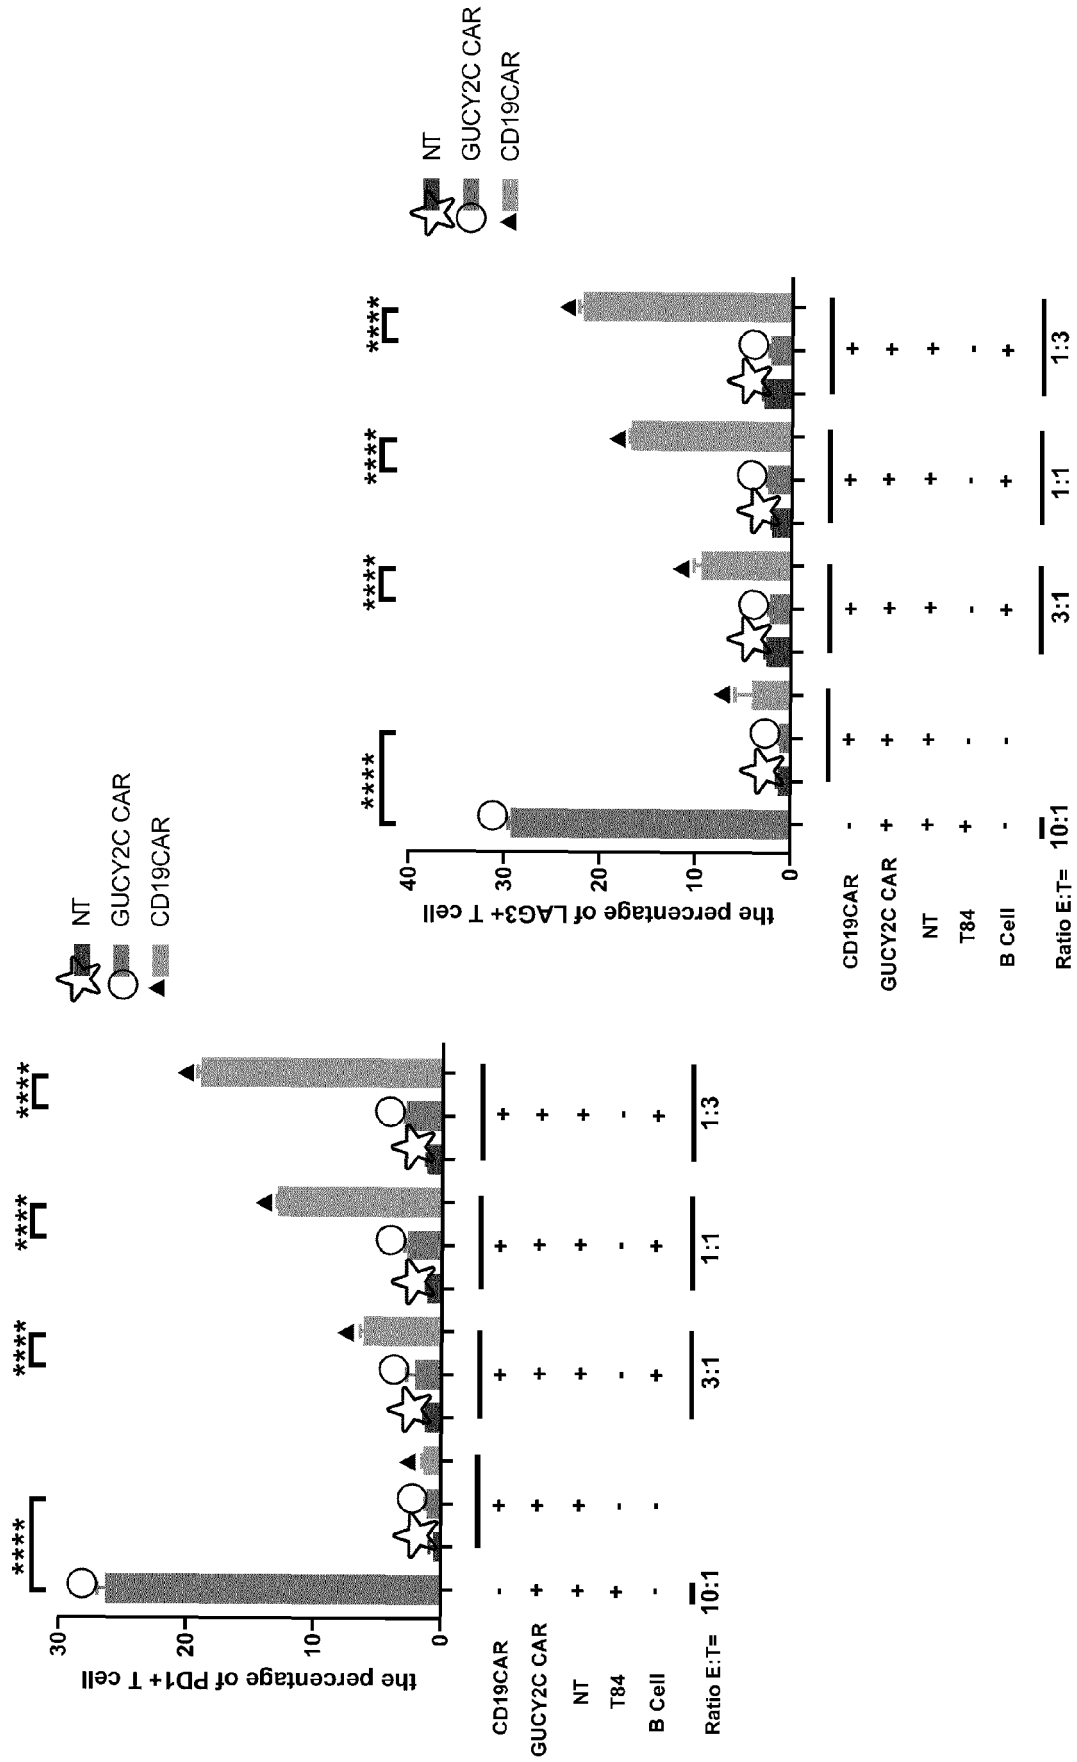 NT
GUCY2C CAR
CD19CAR
****
****
****
****
the percentage of PD1+ T cell
30
20
10
0
CD19CAR - + + + +
GUCY2C CAR + + + + +
NT + + + + +
T84 + - - - -
B Cell - - + + +
Ratio E:T= 10:1 3:1 1:1 1:3
NT
GUCY2C CAR
CD19CAR
****
****
****
****
the percentage of LAG3+ T cell
40
30
20
10
0
CD19CAR - + + + +
GUCY2C CAR + + + + +
NT + + + + +
T84 + - - - -
B Cell - - + + +
Ratio E:T= 10:1 3:1 1:1 1:3